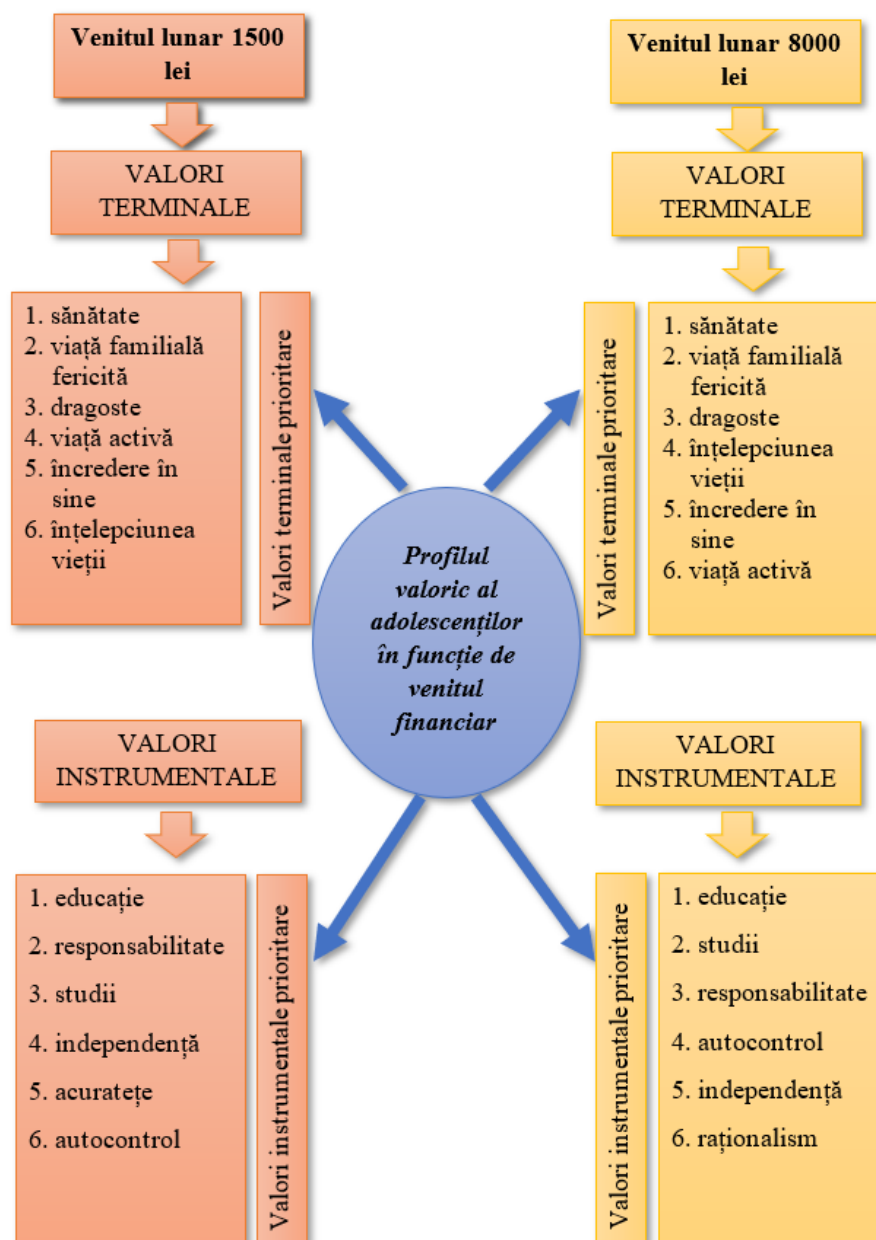 Venitul lunar 1500
lei
VALORI
TERMINALE
1. sănătate
2. viață familială
fericită
3. dragoste
4. viață activă
5. încredere în
sine
6. înțelepciunea
vieții
Valori terminale prioritare
Venitul lunar 8000
lei
VALORI
TERMINALE
Valori terminale prioritare
1. sănătate
2. viață familială
fericită
3. dragoste
4. înțelepciunea
vieții
5. încredere în
sine
6. viață activă
Profilul
valoric al
adolescenților
în funcție de
venitul
financiar
VALORI
INSTRUMENTALE
1. educație
2. responsabilitate
3. studii
4. independență
5. acuratețe
6. autocontrol
Valori instrumentale prioritare
VALORI
INSTRUMENTALE
Valori instrumentale prioritare
1. educație
2. studii
3. responsabilitate
4. autocontrol
5. independență
6. raționalism